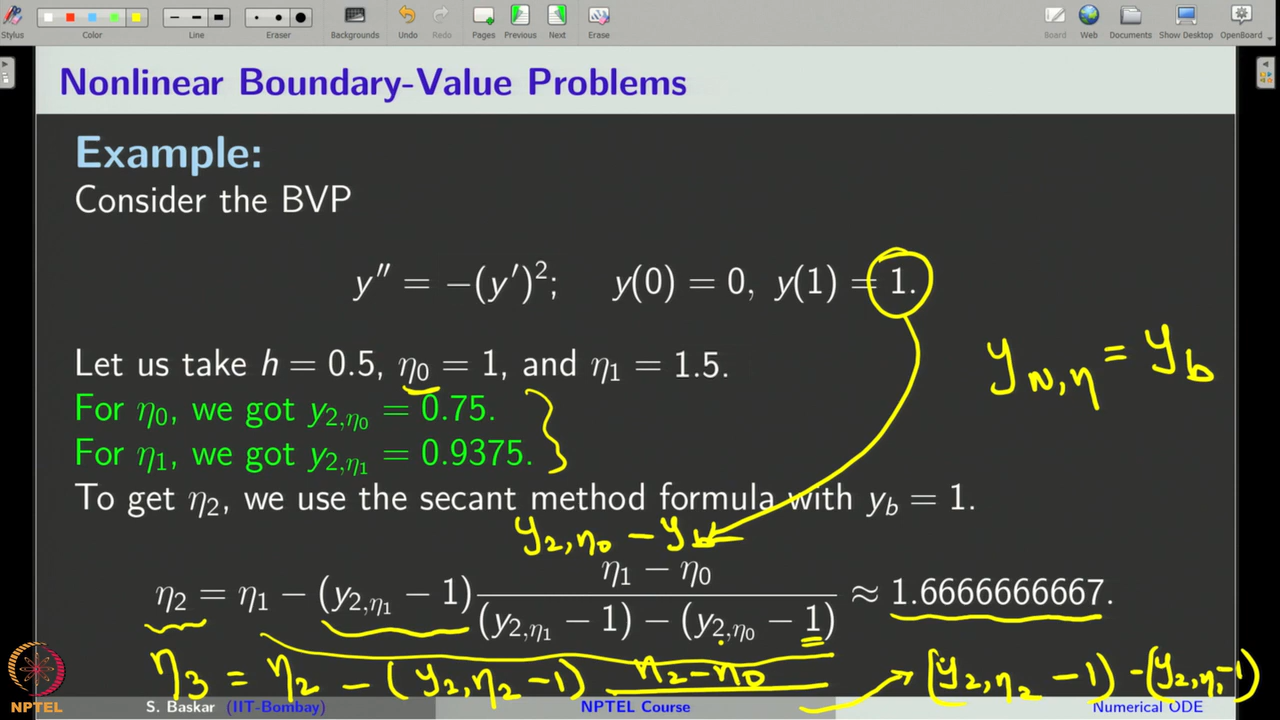 Stylus Color Line Eraser Backgrounds Undo Redo Pages Previous Next Erase Board Web Documents Show Desktop OpenBoard
Nonlinear Boundary-Value Problems
Example:
Consider the BVP
y″ = −(y′)²; y(0) = 0, y(1) = 1.
y_{N,η} = y_b
Let us take h = 0.5, η₀ = 1, and η₁ = 1.5.
For η₀, we got y_{2,η₀} = 0.75.
For η₁, we got y_{2,η₁} = 0.9375.
To get η₂, we use the secant method formula with y_b = 1.
y_{2,η₀} − y_b
η₂ = η₁ − (y_{2,η₁} − 1) (η₁ − η₀) / ((y_{2,η₁} − 1) − (y_{2,η₀} − 1)) ≈ 1.6666666667.
η₃ = η₂ − (y_{2,η₂} − 1) η₂ − η₀ → (y_{2,η₂} − 1) − (y_{2,η₁} − 1)
NPTEL
S. Baskar (IIT-Bombay) NPTEL Course Numerical ODE